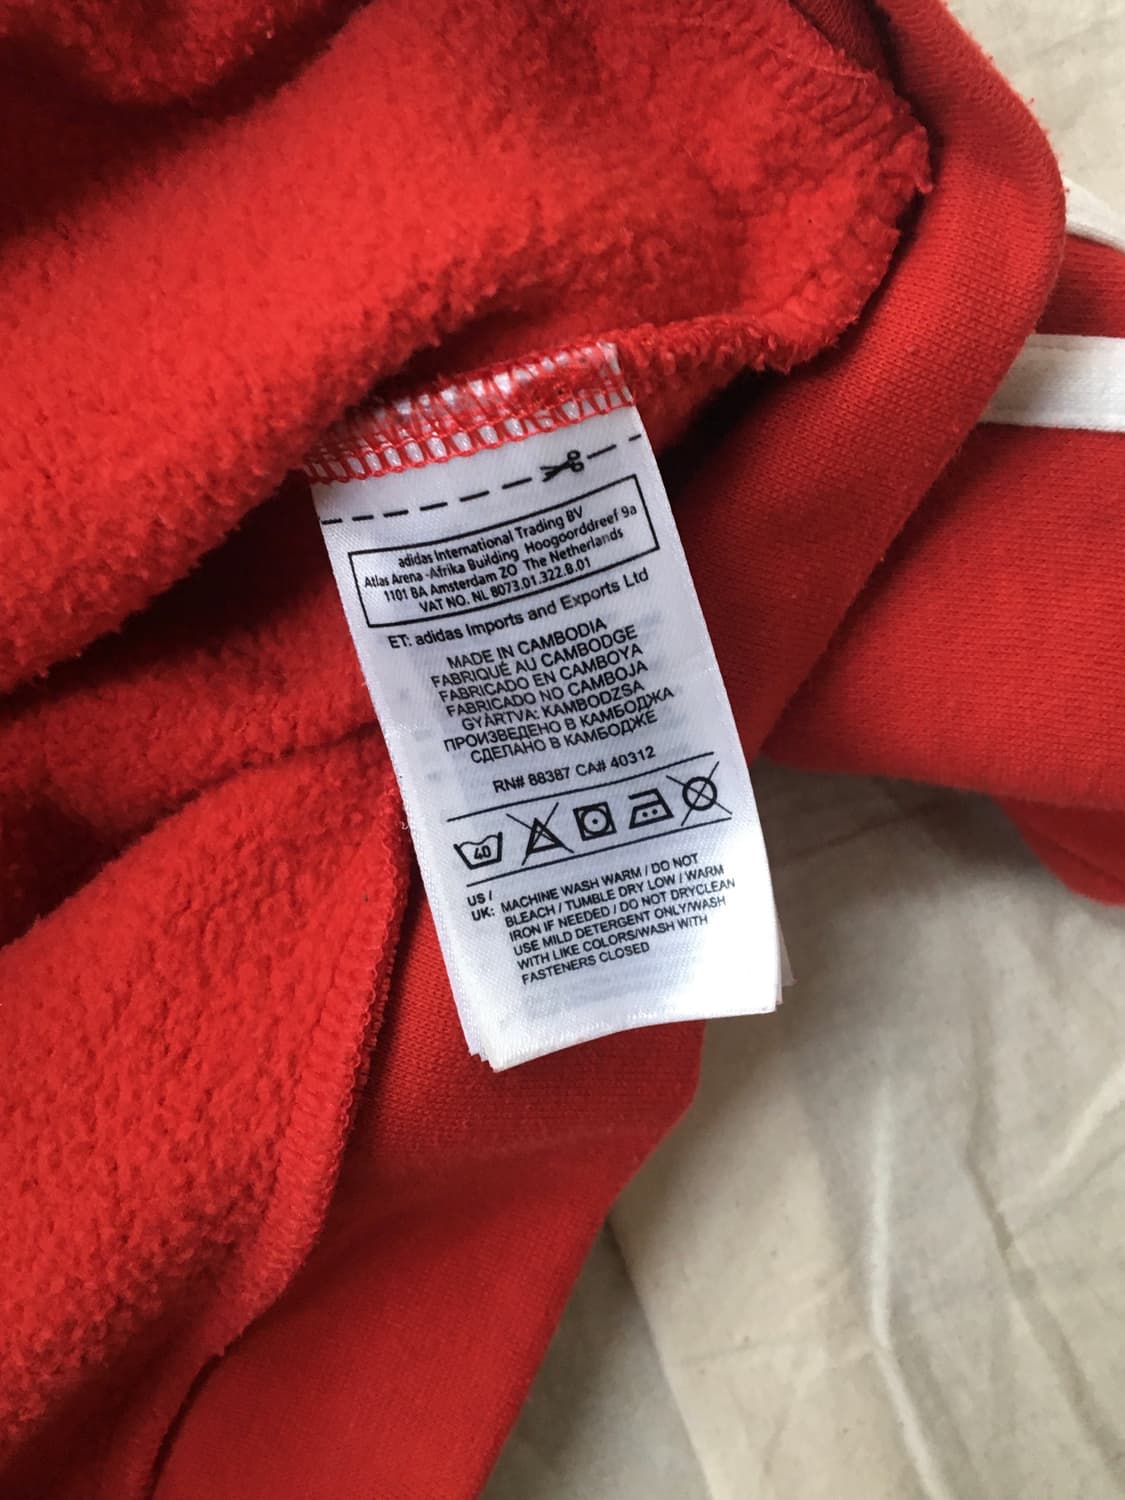 adidas International Trading BV
Atlas Arena -Afrika Building Hoogoorddreef 9a
1101 BA Amsterdam ZO The Netherlands
VAT NO. NL 8073.01.322.B.01
ET: adidas Imports and Exports Ltd
MADE IN CAMBODIA
FABRIQUÉ AU CAMBODGE
FABRICADO EN CAMBOYA
FABRICADO NO CAMBOJA
GYÁRTVA: KAMBODZSA
ПРОИЗВЕДЕНО В КАМБОДЖА
СДЕЛАНО В КАМБОДЖЕ
RN# 88387 CA# 40312
40
US / UK: MACHINE WASH WARM / DO NOT
BLEACH / TUMBLE DRY LOW / WARM
IRON IF NEEDED / DO NOT DRYCLEAN
USE MILD DETERGENT ONLY/WASH
WITH LIKE COLORS/WASH WITH
FASTENERS CLOSED